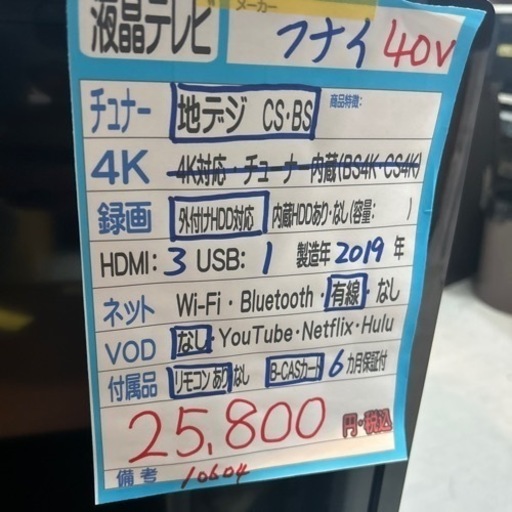 液晶テレビ メーカー フナイ 40V
チューナー 地デジ CS・BS 商品特徴:
4K 4K対応・チューナー内蔵(BS4K・CS4K)
録画 外付けHDD対応 内蔵HDDあり・なし(容量: )
HDMI: 3 USB: 1 製造年 2019 年
ネット Wi-Fi・Bluetooth・有線・なし
VOD なし・YouTube・Netflix・Hulu
付属品 リモコンあり なし B-CASカード 6カ月保証付
25,800 円・税込
備考 10604